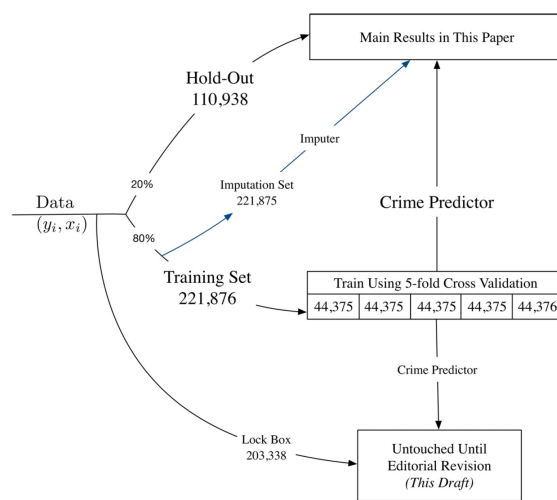 Main Results in This Paper
Hold-Out
110,938
Imputer
20%
Imputation Set
221,875
Data
(y_i, x_i)
80%
Crime Predictor
Training Set
221,876
Train Using 5-fold Cross Validation
44,375 44,375 44,375 44,375 44,376
Crime Predictor
Lock Box
203,338
Untouched Until
Editorial Revision
(This Draft)